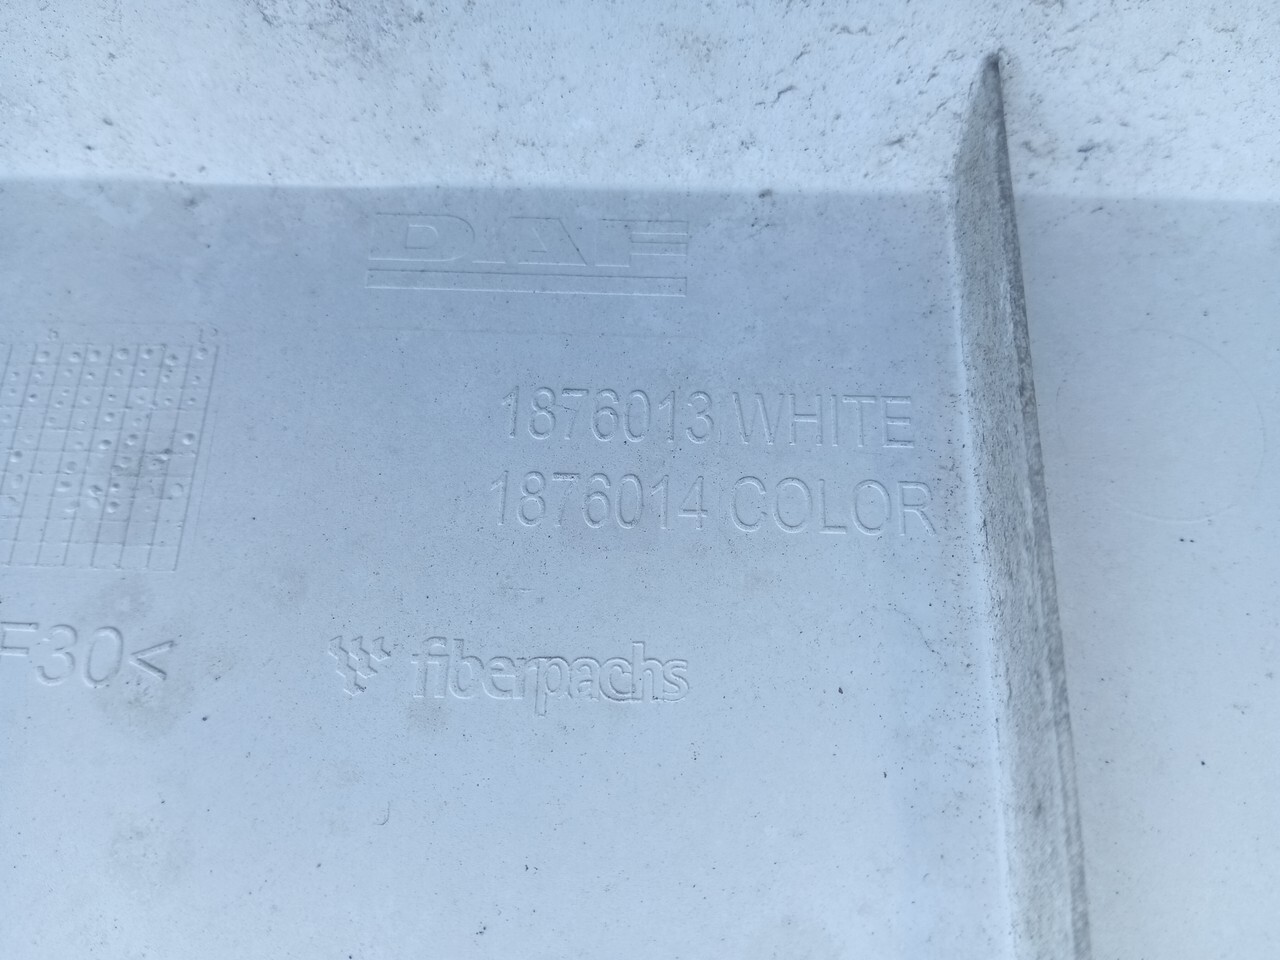 DAF
1876013 WHITE
1876014 COLOR
F30<
fiberpachs